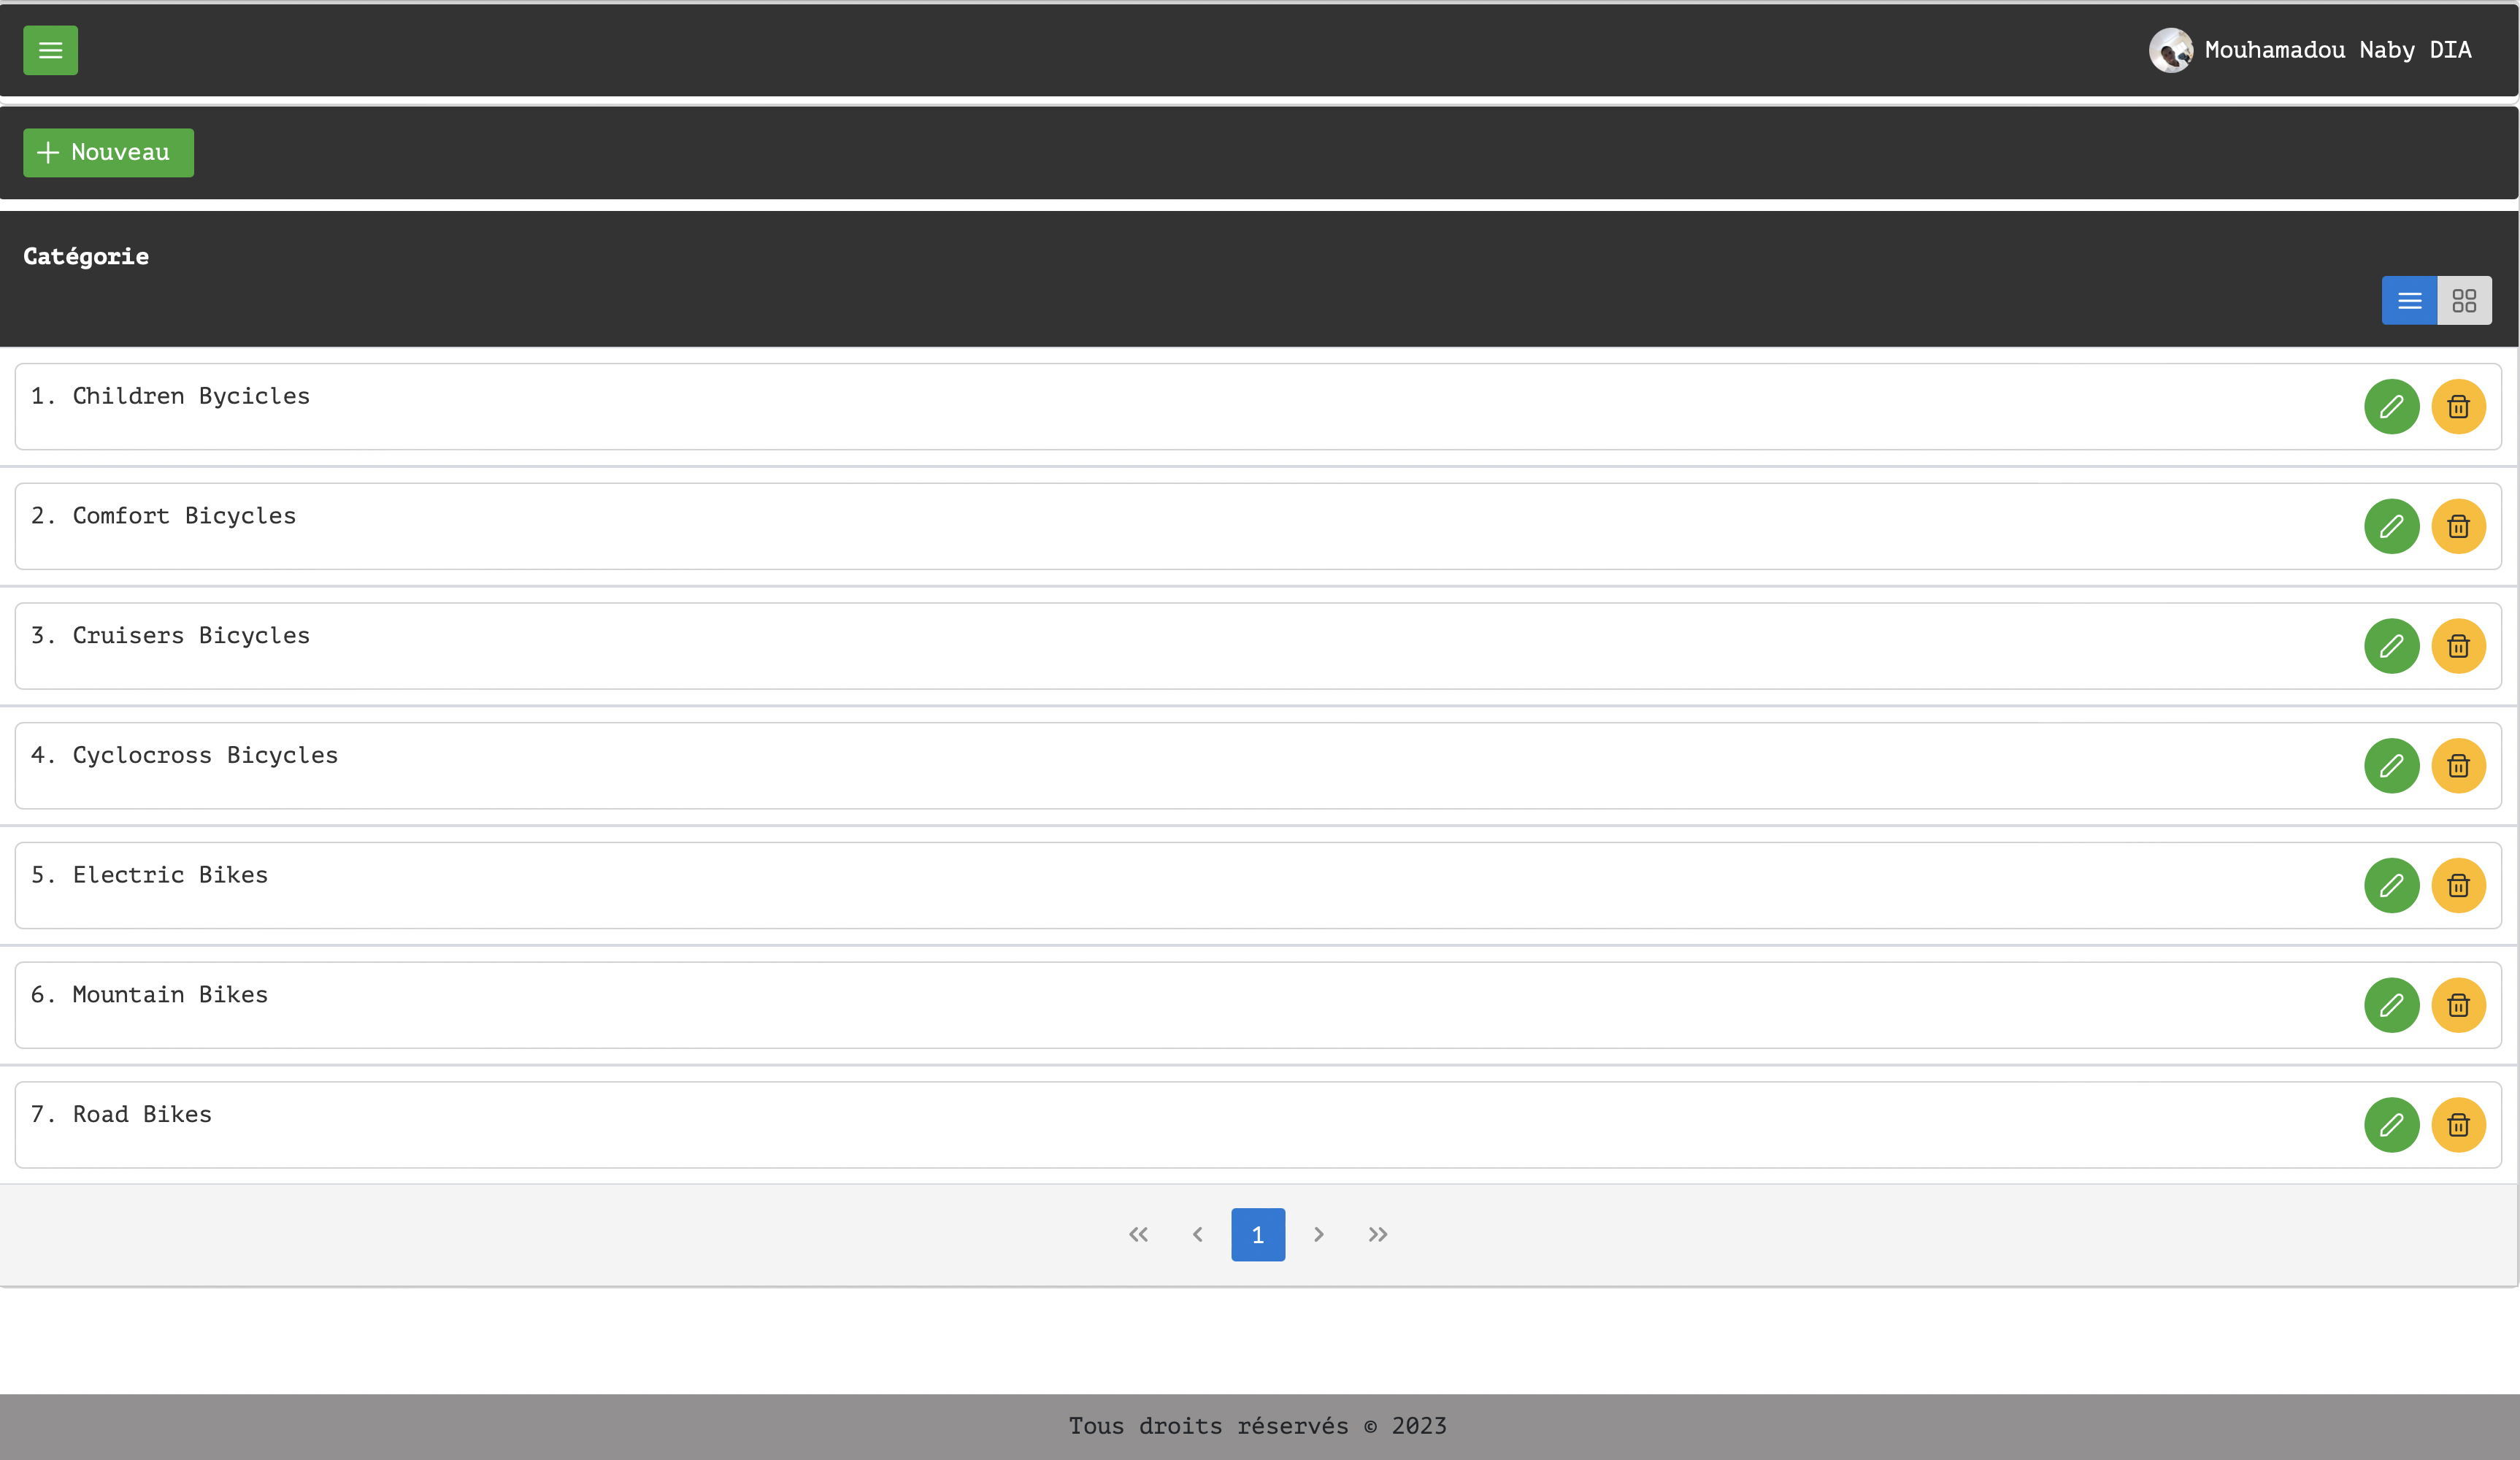 Mouhamadou Naby DIA
Nouveau
Catégorie
1. Children Bycicles
2. Comfort Bicycles
3. Cruisers Bicycles
4. Cyclocross Bicycles
5. Electric Bikes
6. Mountain Bikes
7. Road Bikes
1
Tous droits réservés © 2023